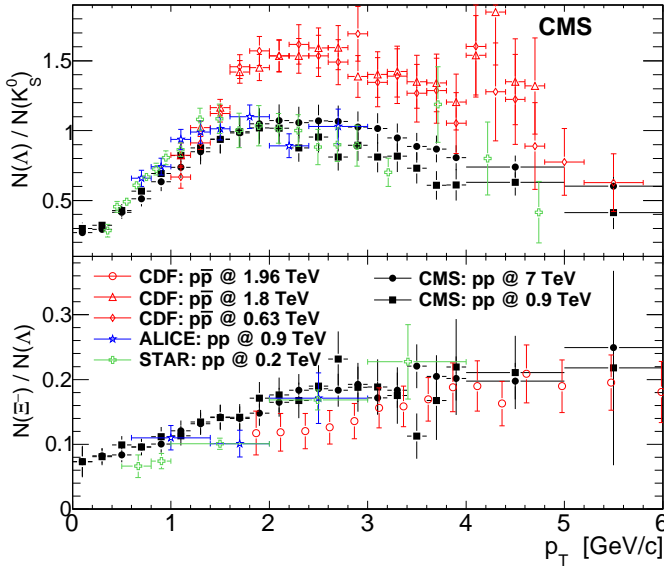 CMS
N(Λ) / N(K⁰_S)
1.5
1
0.5
CDF: pp̅ @ 1.96 TeV
CDF: pp̅ @ 1.8 TeV
CDF: pp̅ @ 0.63 TeV
ALICE: pp @ 0.9 TeV
STAR: pp @ 0.2 TeV
CMS: pp @ 7 TeV
CMS: pp @ 0.9 TeV
N(Ξ⁻) / N(Λ)
0.3
0.2
0.1
0
0 1 2 3 4 5 6
p_T [GeV/c]